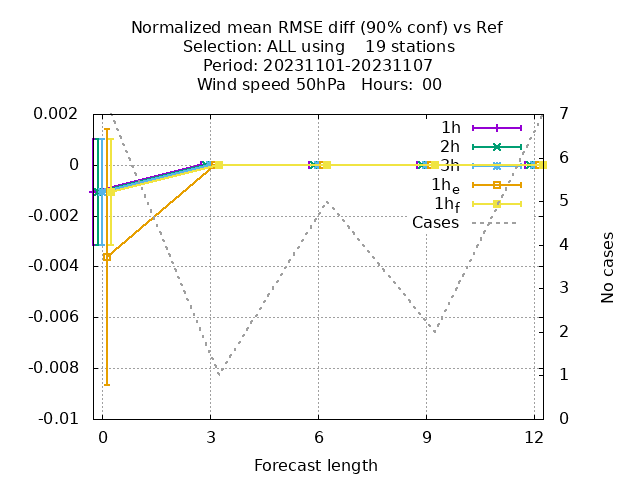 Normalized mean RMSE diff (90% conf) vs Ref
Selection: ALL using    19 stations
Period: 20231101-20231107
Wind speed 50hPa   Hours:  00
0.002
0
-0.002
-0.004
-0.006
-0.008
-0.01
7
6
5
4
3
2
1
0
No cases
1h
2h
3h
1he
1hf
Cases
0
3
6
9
12
Forecast length